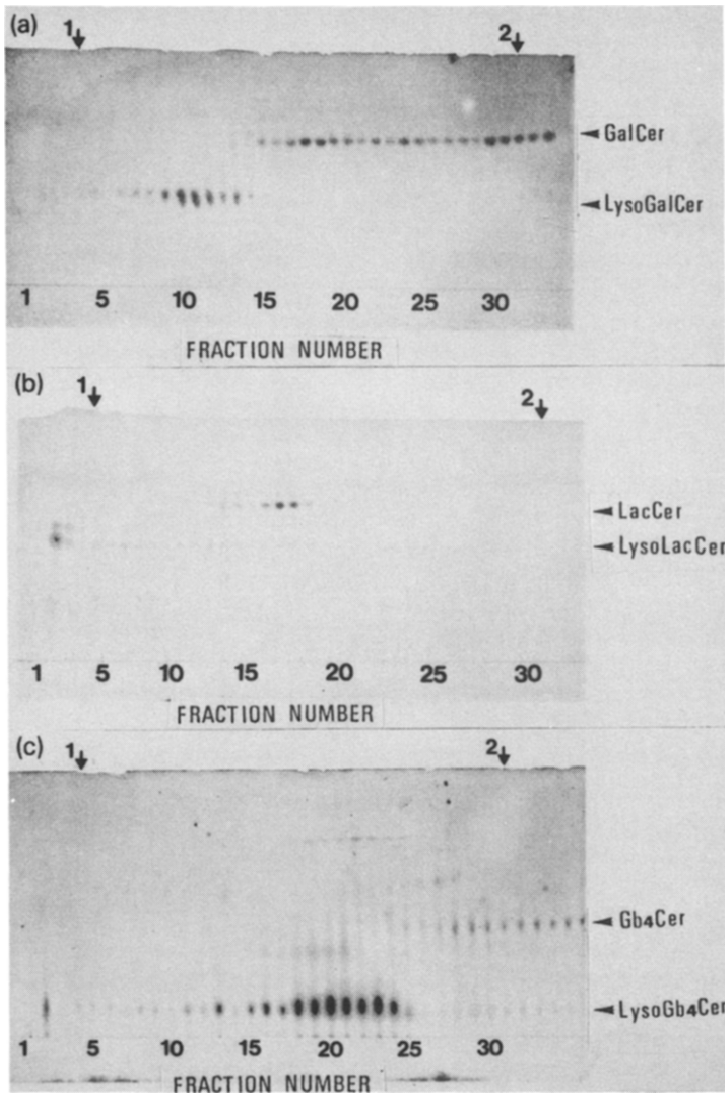 (a)
1 2
GalCer
LysoGalCer
1 5 10 15 20 25 30
FRACTION NUMBER
(b)
1 2
LacCer
LysoLacCer
1 5 10 15 20 25 30
FRACTION NUMBER
(c)
1 2
Gb4Cer
LysoGb4Cer
1 5 10 15 20 25 30
FRACTION NUMBER